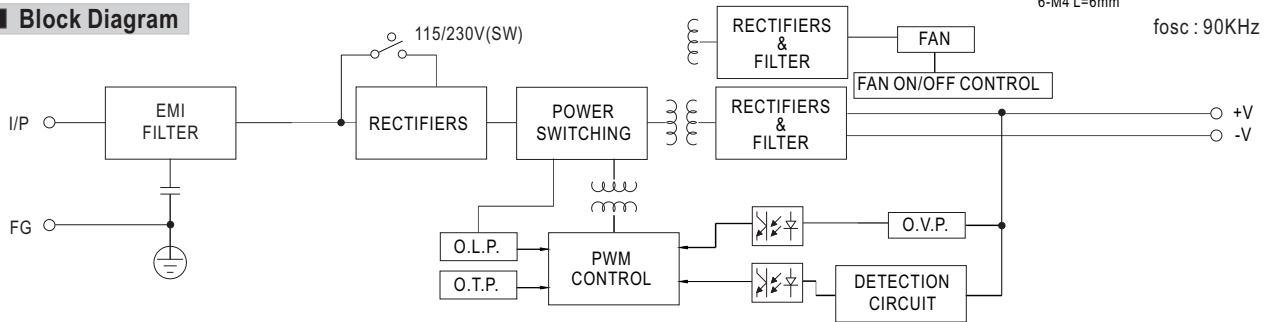 6-M4 L=6mm
Block Diagram
fosc : 90KHz
115/230V(SW)
RECTIFIERS
&
FILTER
FAN
FAN ON/OFF CONTROL
I/P
EMI
FILTER
RECTIFIERS
POWER
SWITCHING
RECTIFIERS
&
FILTER
+V
-V
FG
O.L.P.
O.T.P.
PWM
CONTROL
O.V.P.
DETECTION
CIRCUIT